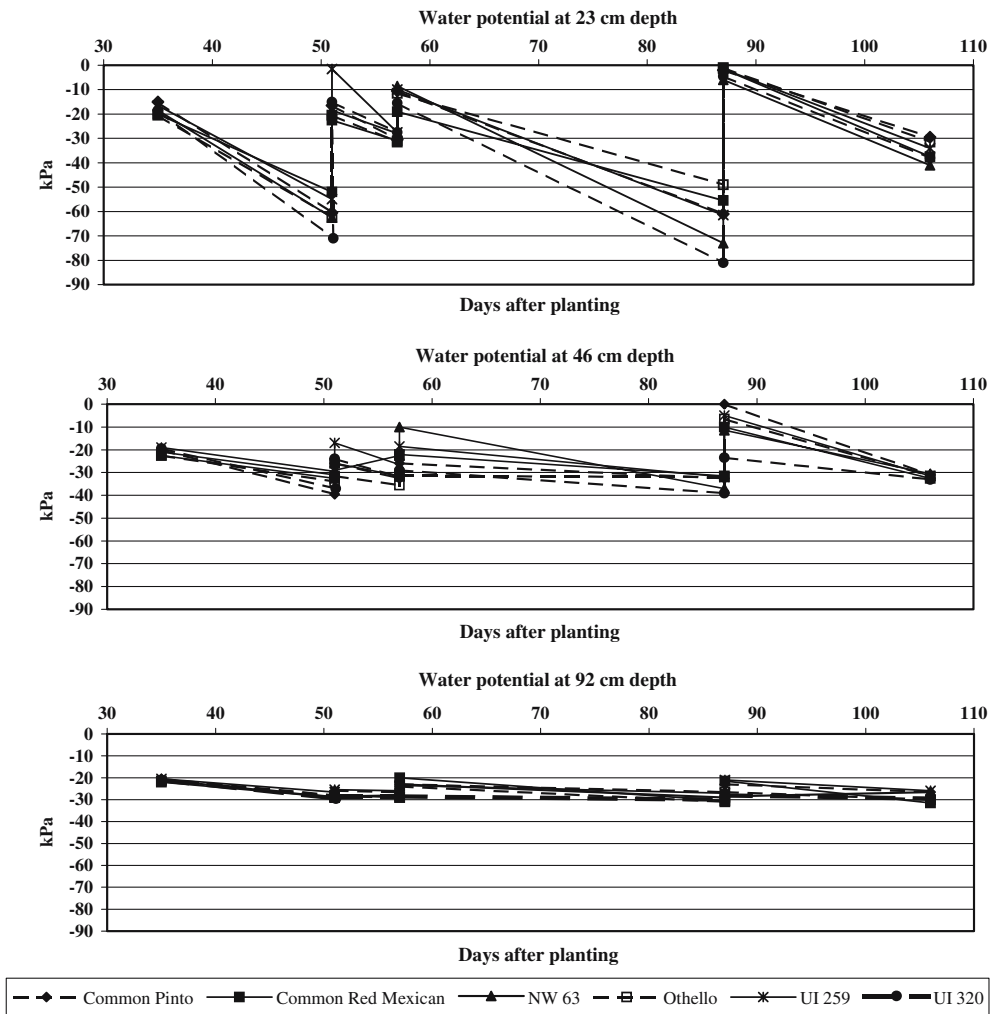 Water potential at 23 cm depth
30 40 50 60 70 80 90 100 110
0
-10
-20
-30
-40
-50
-60
-70
-80
-90
kPa
Days after planting
Water potential at 46 cm depth
30 40 50 60 70 80 90 100 110
0
-10
-20
-30
-40
-50
-60
-70
-80
-90
kPa
Days after planting
Water potential at 92 cm depth
30 40 50 60 70 80 90 100 110
0
-10
-20
-30
-40
-50
-60
-70
-80
-90
kPa
Days after planting
Common Pinto Common Red Mexican NW 63 Othello UI 259 UI 320